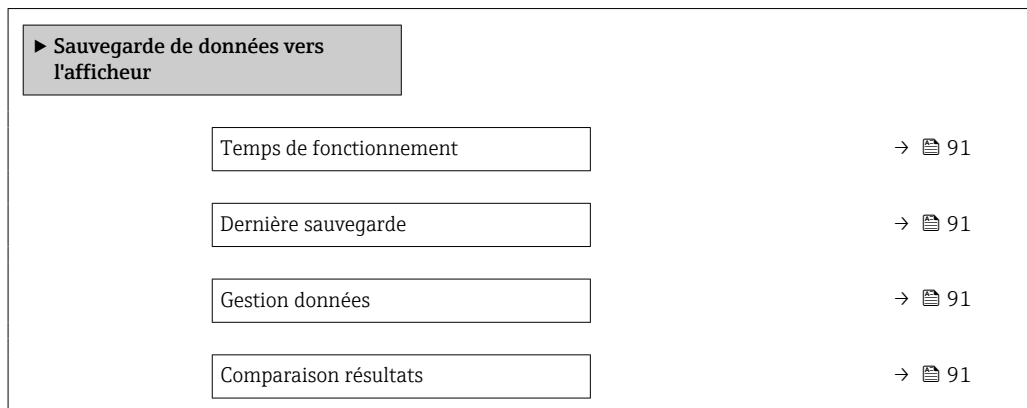 ► Sauvegarde de données vers
l'afficheur
Temps de fonctionnement → 91
Dernière sauvegarde → 91
Gestion données → 91
Comparaison résultats → 91